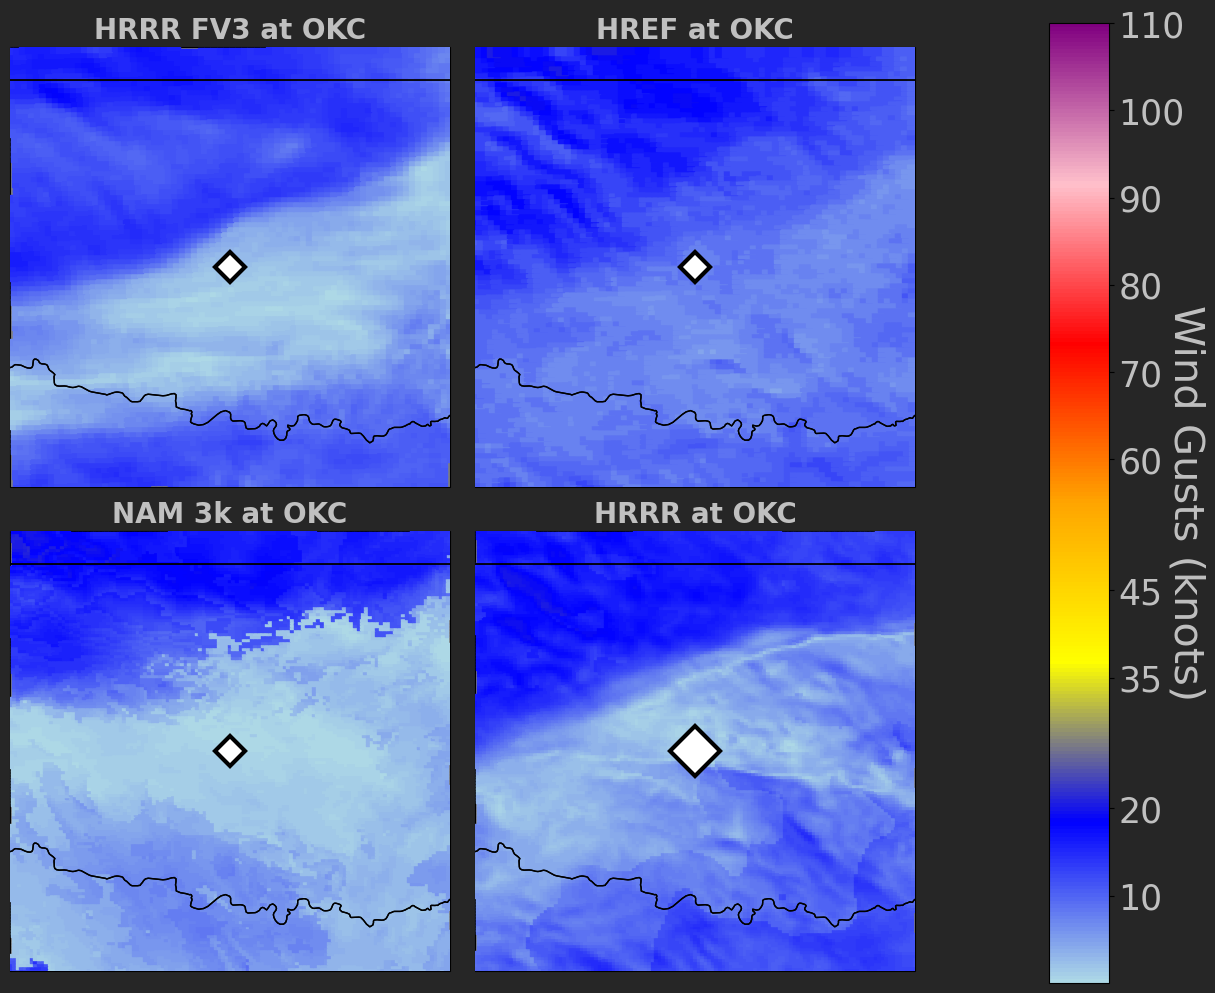 HRRR FV3 at OKC
HREF at OKC
NAM 3k at OKC
HRRR at OKC
110
100
90
80
70
60
45
35
20
10
Wind Gusts (knots)